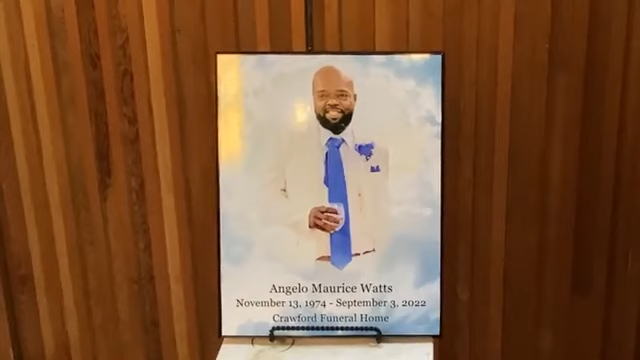 Angelo Maurice Watts
November 13, 1974 - September 3, 2022
Crawford Funeral Home